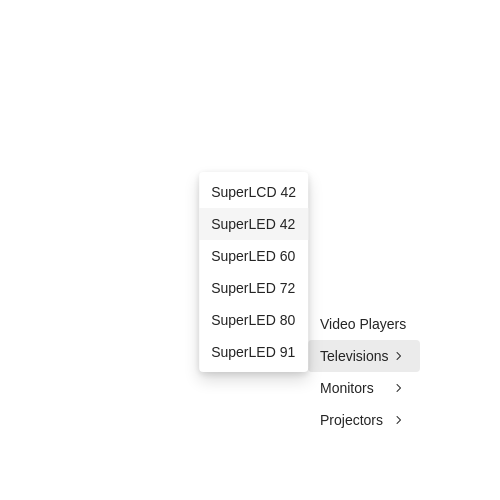 SuperLCD 42
SuperLED 42
SuperLED 60
SuperLED 72
SuperLED 80
SuperLED 91
Video Players
Televisions
Monitors
Projectors